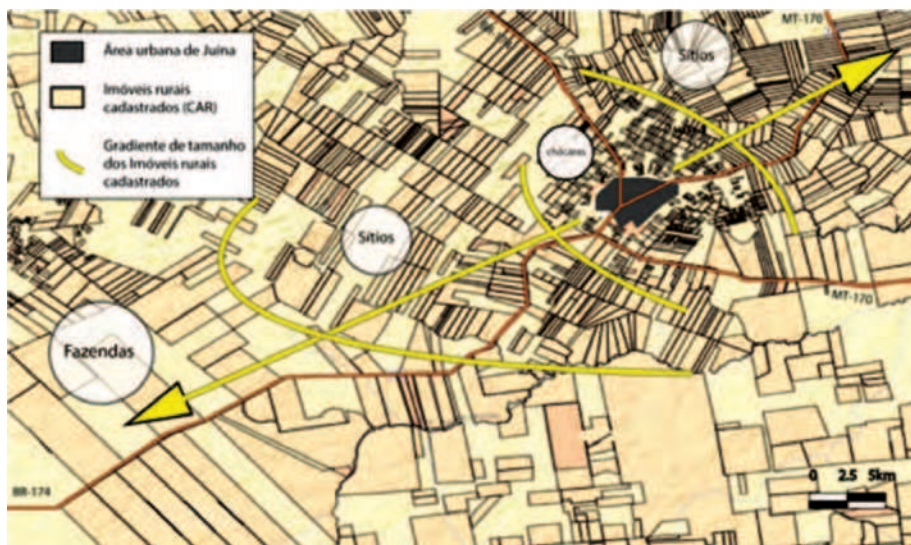 Área urbana de Juína
Imóveis rurais
cadastrados (CAR)
Gradiente de tamanho
dos Imóveis rurais
cadastrados
MT-170
Sítios
chácaras
Sítios
MT-170
Fazendas
BR-174
0 2.5 5km